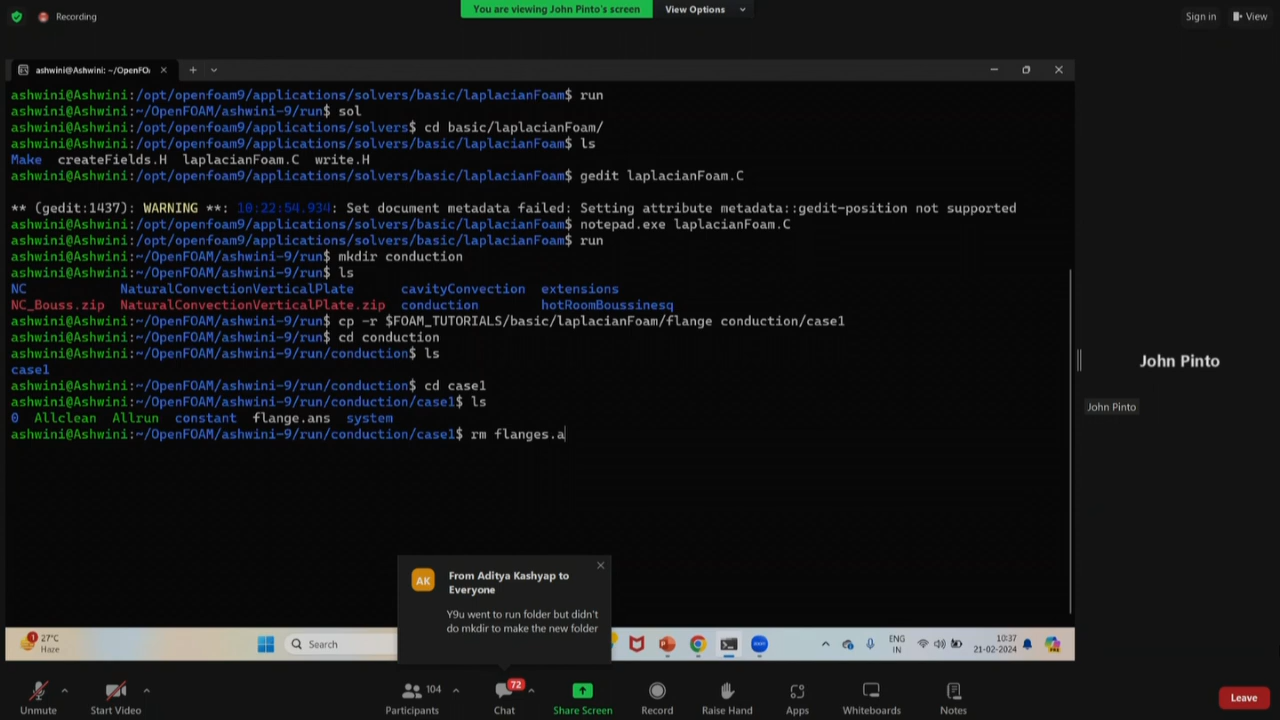 Recording
You are viewing John Pinto's screen
View Options
Sign in
View
ashwini@Ashwini: ~/OpenFOA
ashwini@Ashwini:/opt/openfoam9/applications/solvers/basic/laplacianFoam$ run
ashwini@Ashwini:~/OpenFOAM/ashwini-9/run$ sol
ashwini@Ashwini:/opt/openfoam9/applications/solvers$ cd basic/laplacianFoam/
ashwini@Ashwini:/opt/openfoam9/applications/solvers/basic/laplacianFoam$ ls
Make createFields.H laplacianFoam.C write.H
ashwini@Ashwini:/opt/openfoam9/applications/solvers/basic/laplacianFoam$ gedit laplacianFoam.C
** (gedit:1437): WARNING **: 10:22:54.934: Set document metadata failed: Setting attribute metadata::gedit-position not supported
ashwini@Ashwini:/opt/openfoam9/applications/solvers/basic/laplacianFoam$ notepad.exe laplacianFoam.C
ashwini@Ashwini:/opt/openfoam9/applications/solvers/basic/laplacianFoam$ run
ashwini@Ashwini:~/OpenFOAM/ashwini-9/run$ mkdir conduction
ashwini@Ashwini:~/OpenFOAM/ashwini-9/run$ ls
NC NaturalConvectionVerticalPlate cavityConvection extensions
NC_Bouss.zip NaturalConvectionVerticalPlate.zip conduction hotRoomBoussinesq
ashwini@Ashwini:~/OpenFOAM/ashwini-9/run$ cp -r $FOAM_TUTORIALS/basic/laplacianFoam/flange conduction/case1
ashwini@Ashwini:~/OpenFOAM/ashwini-9/run$ cd conduction
ashwini@Ashwini:~/OpenFOAM/ashwini-9/run/conduction$ ls
case1
ashwini@Ashwini:~/OpenFOAM/ashwini-9/run/conduction$ cd case1
ashwini@Ashwini:~/OpenFOAM/ashwini-9/run/conduction/case1$ ls
0 Allclean Allrun constant flange.ans system
ashwini@Ashwini:~/OpenFOAM/ashwini-9/run/conduction/case1$ rm flanges.a
John Pinto
John Pinto
AK
From Aditya Kashyap to
Everyone
Y9u went to run folder but didn't
do mkdir to make the new folder
1
27°C
Haze
Search
ENG
IN
10:37
21-02-2024
Unmute
Start Video
104
Participants
72
Chat
Share Screen
Record
Raise Hand
Apps
Whiteboards
Notes
Leave